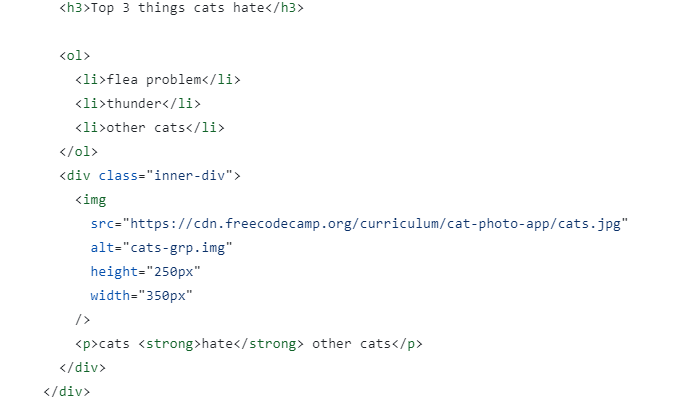 <h3>Top 3 things cats hate</h3>
<ol>
<li>flea problem</li>
<li>thunder</li>
<li>other cats</li>
</ol>
<div class="inner-div">
<img
src="https://cdn.freecodecamp.org/curriculum/cat-photo-app/cats.jpg"
alt="cats-grp.img"
height="250px"
width="350px"
/>
<p>cats <strong>hate</strong> other cats</p>
</div>
</div>